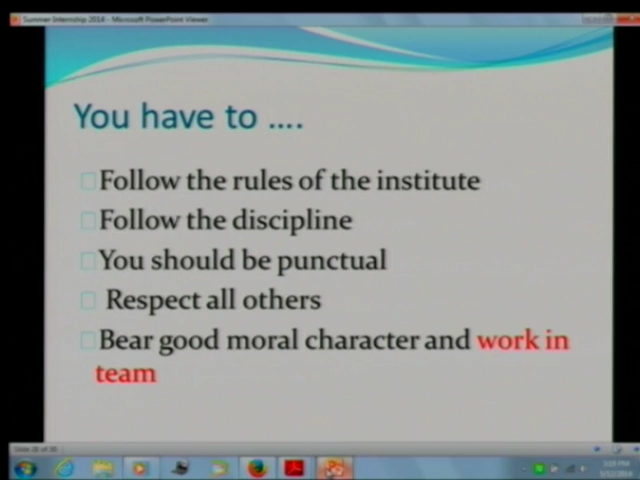 Summer Internship 2014 - Microsoft PowerPoint Viewer
You have to ....
Follow the rules of the institute
Follow the discipline
You should be punctual
Respect all others
Bear good moral character and work in
team